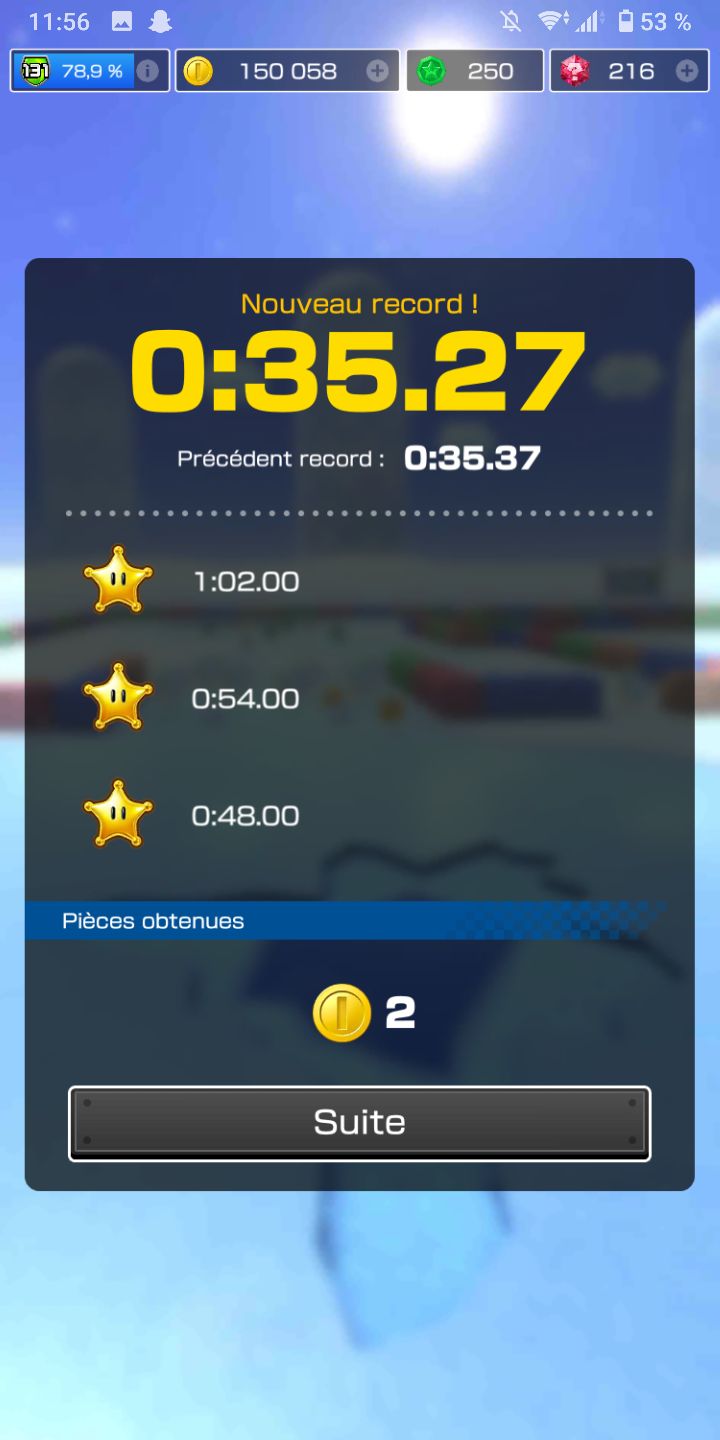 11:56 53 %
131 78,9 % 150 058 250 216
Nouveau record !
0:35.27
Précédent record : 0:35.37
1:02.00
0:54.00
0:48.00
Pièces obtenues
2
Suite